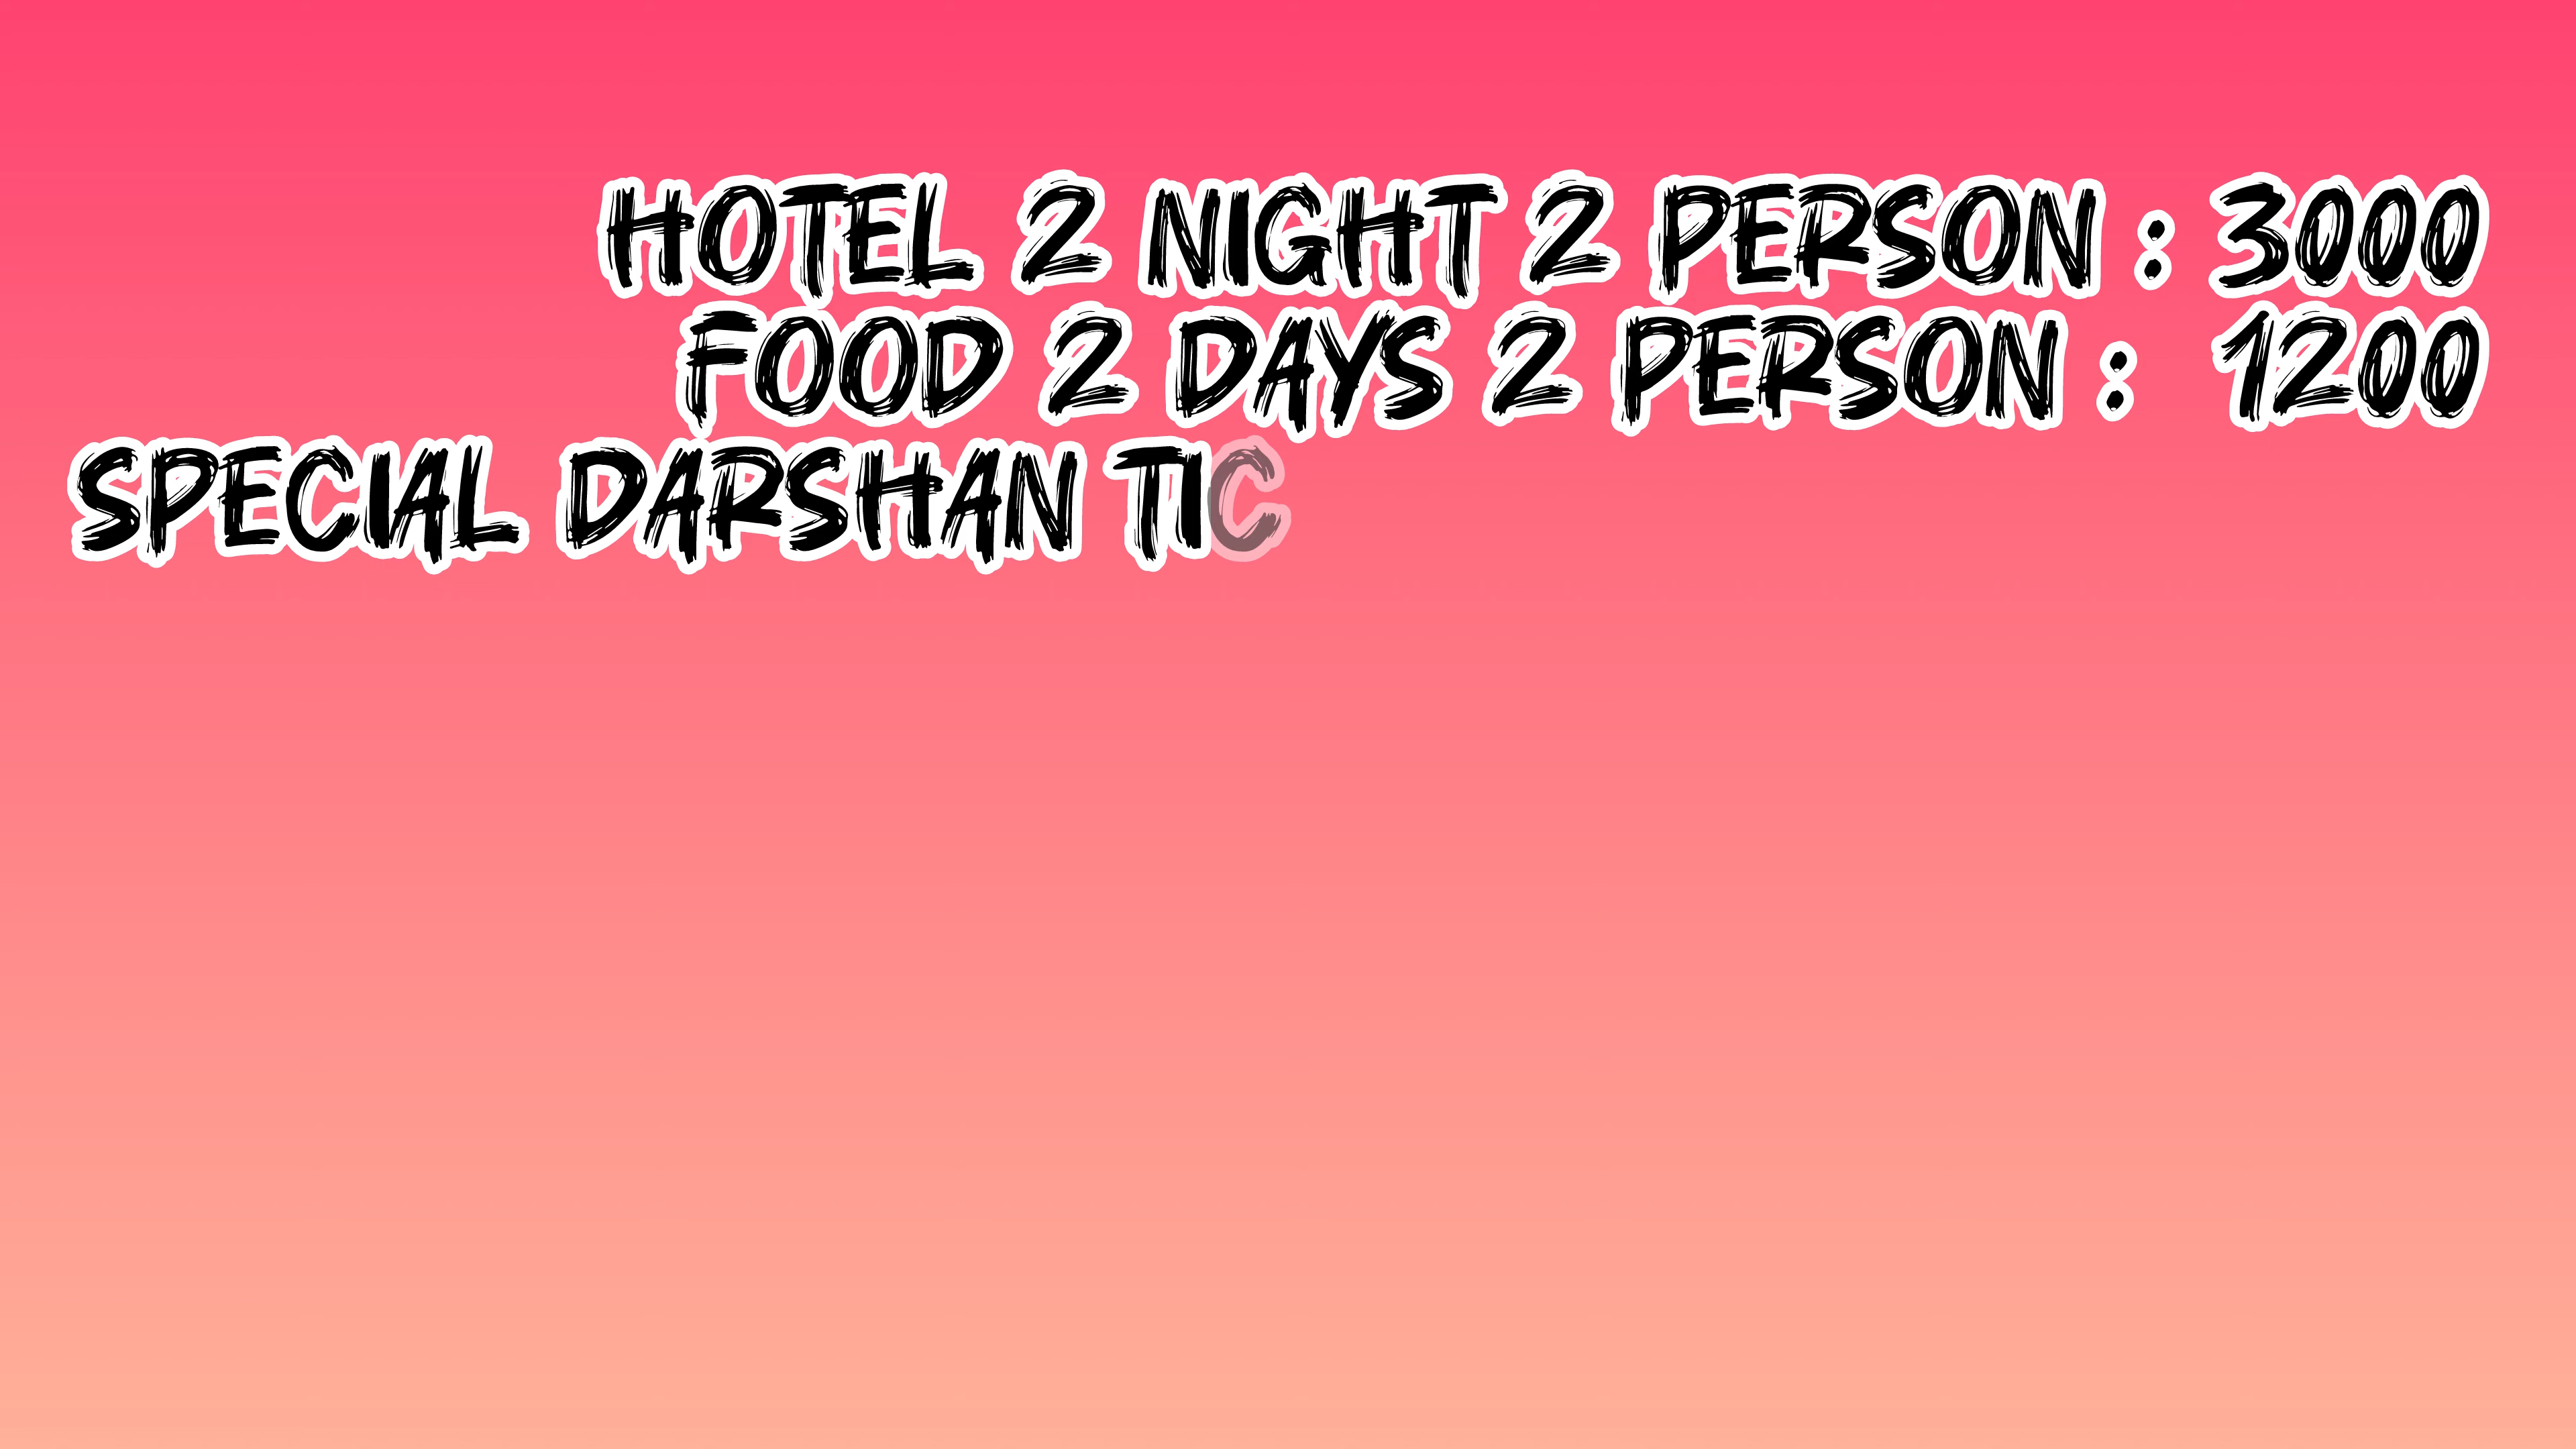 HOTEL 2 NIGHT 2 PERSON : 3000
FOOD 2 DAYS 2 PERSON : 1200
SPECIAL DARSHAN TIC